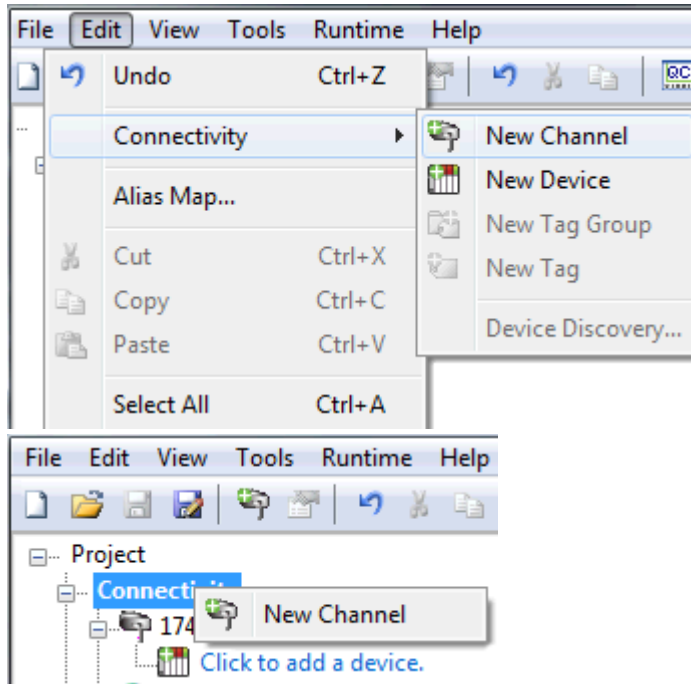 File Edit View Tools Runtime Help
Undo Ctrl+Z
QC
Connectivity
New Channel
New Device
Alias Map...
New Tag Group
Cut Ctrl+X
New Tag
Copy Ctrl+C
Device Discovery...
Paste Ctrl+V
Select All Ctrl+A
File Edit View Tools Runtime Help
Project
Connectivit
New Channel
174
Click to add a device.